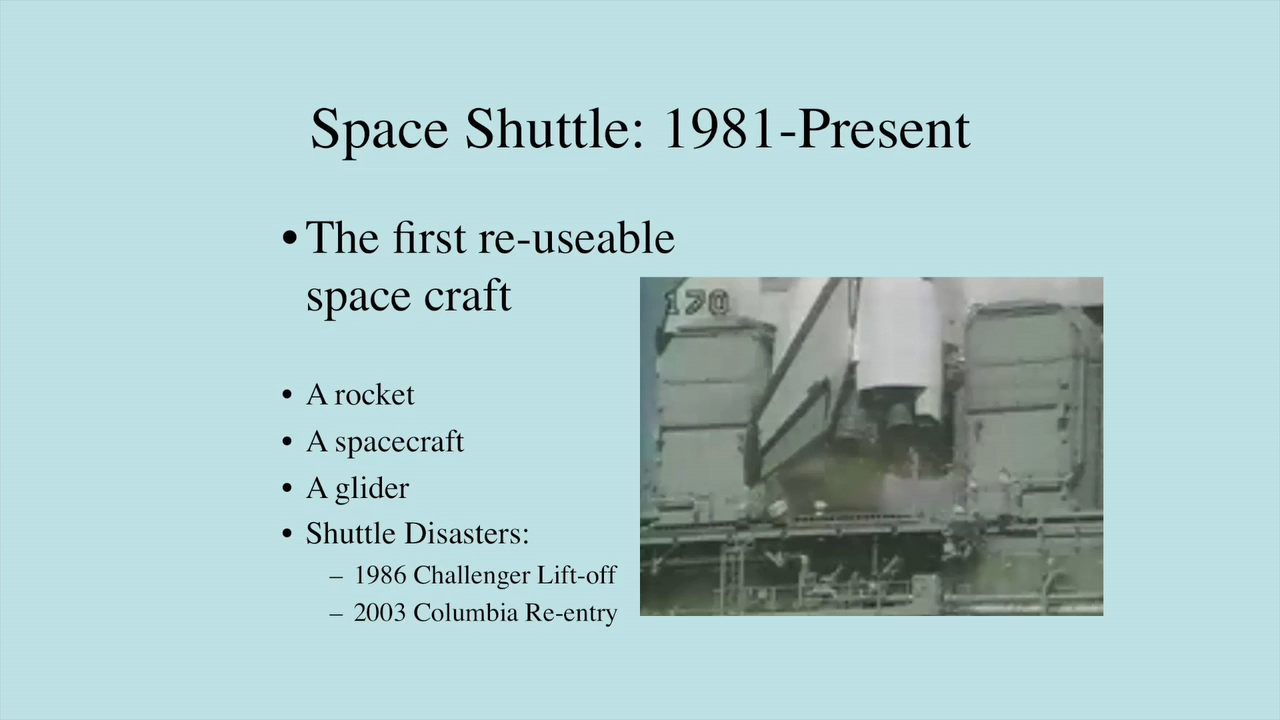 Space Shuttle: 1981-Present
• The first re-useable
space craft
170
• A rocket
• A spacecraft
• A glider
• Shuttle Disasters:
– 1986 Challenger Lift-off
– 2003 Columbia Re-entry